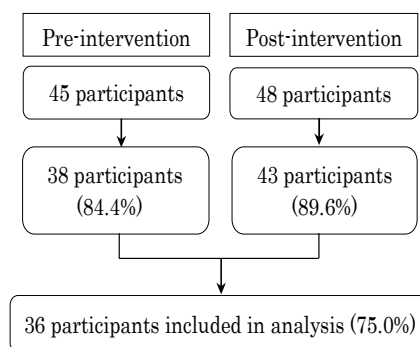 Pre-intervention
Post-intervention
45 participants
48 participants
38 participants
(84.4%)
43 participants
(89.6%)
36 participants included in analysis (75.0%)